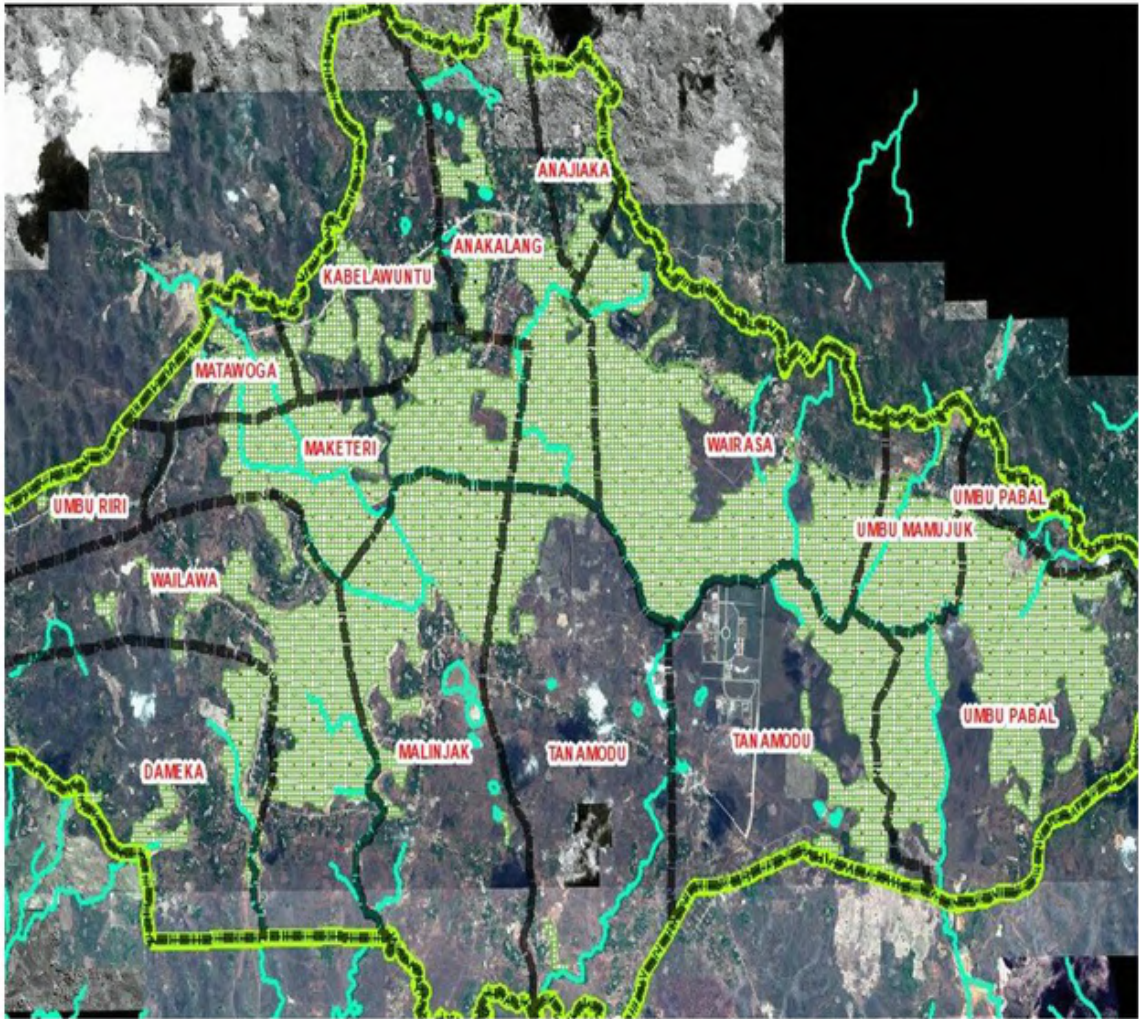 ANAJIAKA
ANAKALANG
KABELAWUNTU
MATAWOGA
MAKETERI
WAIRASA
UMBU RIRI
UMBU PABAL
UMBU MAMUJUK
WAILAWA
UMBU PABAL
MALINJAK
TANAMODU
TANAMODU
DAMEKA